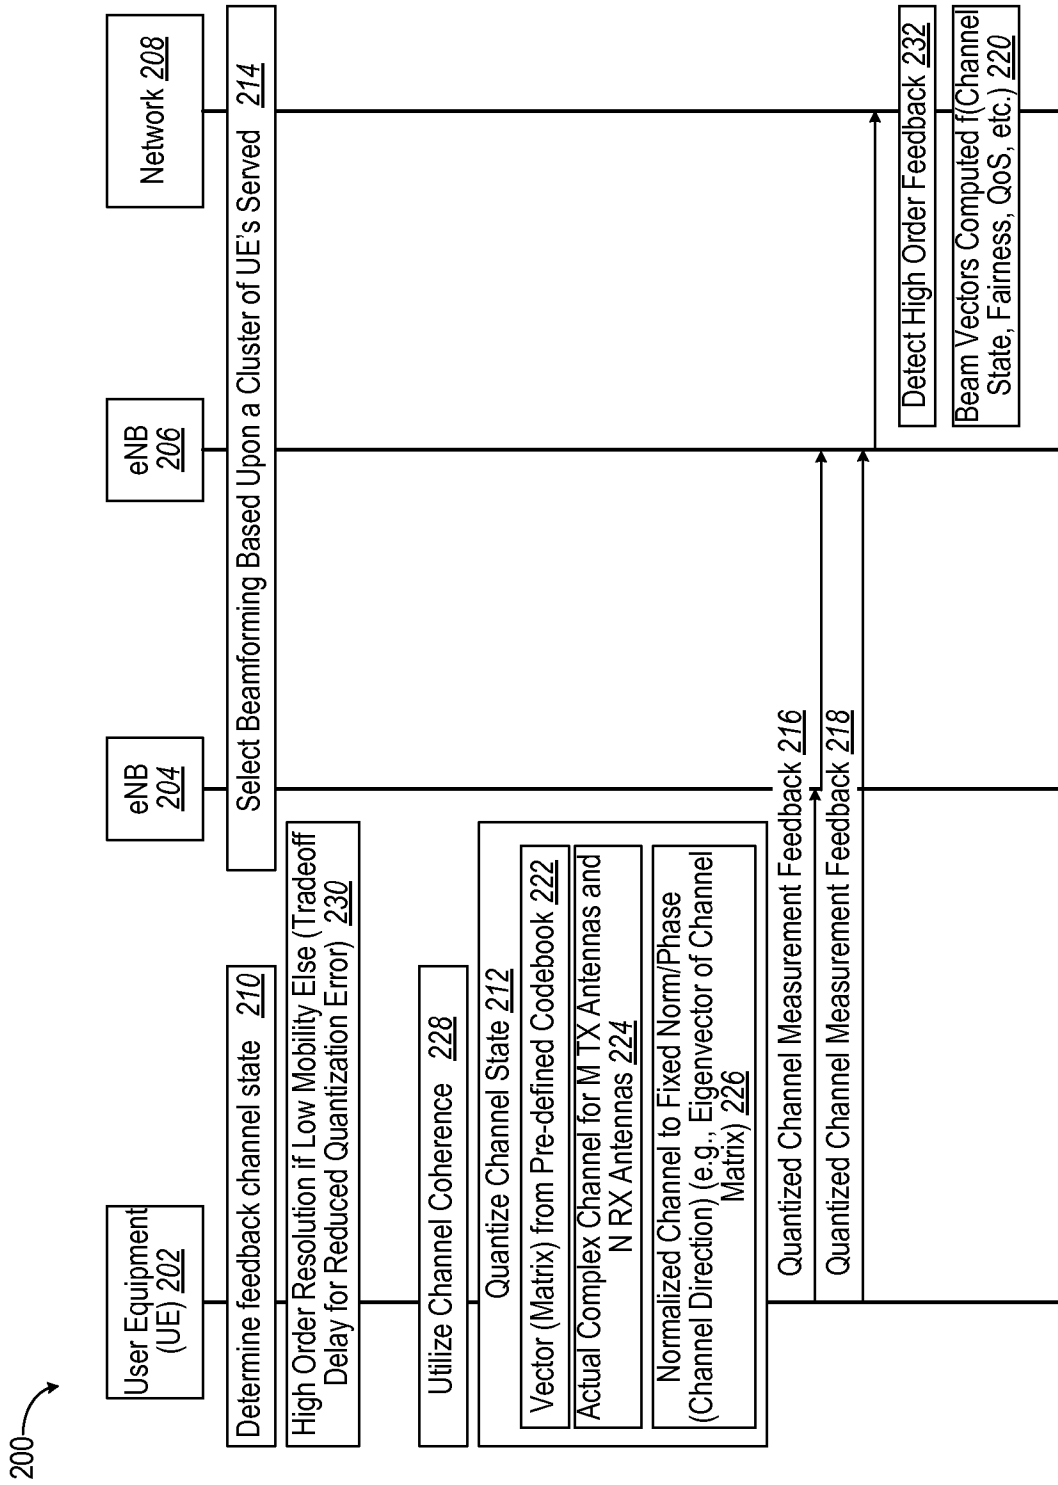 200
User Equipment
(UE) 202
eNB
204
eNB
206
Network 208
Determine feedback channel state 210
Select Beamforming Based Upon a Cluster of UE's Served 214
High Order Resolution if Low Mobility Else (Tradeoff
Delay for Reduced Quantization Error) 230
Utilize Channel Coherence 228
Quantize Channel State 212
Vector (Matrix) from Pre-defined Codebook 222
Actual Complex Channel for M TX Antennas and
N RX Antennas 224
Normalized Channel to Fixed Norm/Phase
(Channel Direction) (e.g., Eigenvector of Channel
Matrix) 226
Quantized Channel Measurement Feedback 216
Quantized Channel Measurement Feedback 218
Detect High Order Feedback 232
Beam Vectors Computed f(Channel
State, Fairness, QoS, etc.) 220